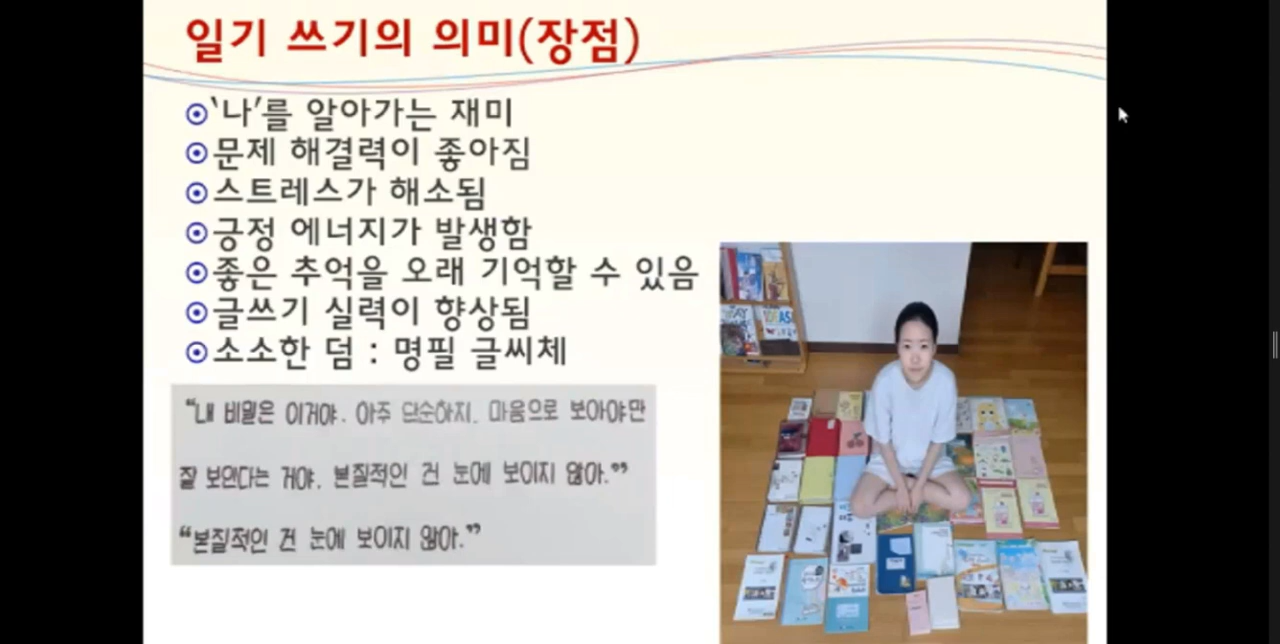 일기 쓰기의 의미(장점)
'나'를 알아가는 재미
문제 해결력이 좋아짐
스트레스가 해소됨
긍정 에너지가 발생함
좋은 추억을 오래 기억할 수 있음
글쓰기 실력이 향상됨
소소한 덤 : 명필 글씨체
“내 비밀은 이거야. 아주 단순하지. 마음으로 보아야만
잘 보인다는 거야. 본질적인 건 눈에 보이지 않아.”
“본질적인 건 눈에 보이지 않아.”